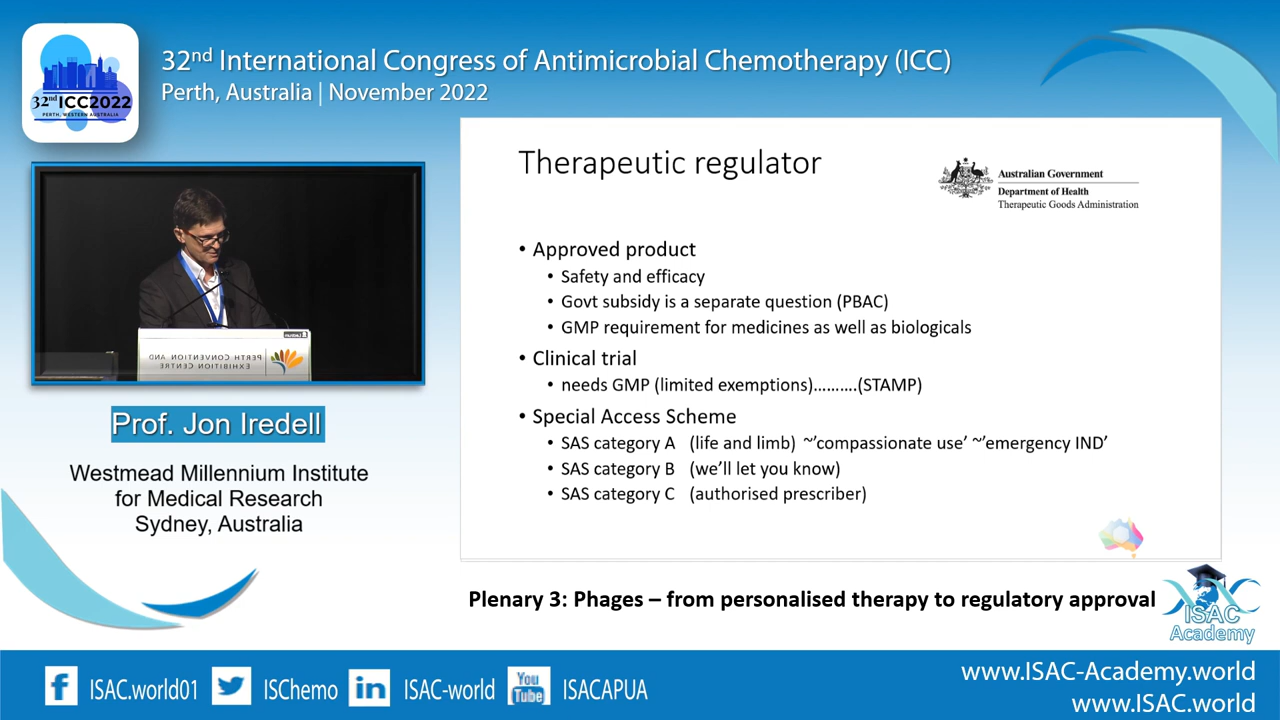 32nd International Congress of Antimicrobial Chemotherapy (ICC)
Perth, Australia | November 2022
32nd ICC2022
PERTH, WESTERN AUSTRALIA
PERTH CONVENTION AND
EXHIBITION CENTRE
Prof. Jon Iredell
Westmead Millennium Institute
for Medical Research
Sydney, Australia
Therapeutic regulator
Australian Government
Department of Health
Therapeutic Goods Administration
• Approved product
• Safety and efficacy
• Govt subsidy is a separate question (PBAC)
• GMP requirement for medicines as well as biologicals
• Clinical trial
• needs GMP (limited exemptions)..........(STAMP)
• Special Access Scheme
• SAS category A (life and limb) ~'compassionate use' ~'emergency IND'
• SAS category B (we'll let you know)
• SAS category C (authorised prescriber)
Plenary 3: Phages – from personalised therapy to regulatory approval
ISAC
Academy
ISAC.world01
ISChemo
ISAC-world
You
Tube
ISACAPUA
www.ISAC-Academy.world
www.ISAC.world